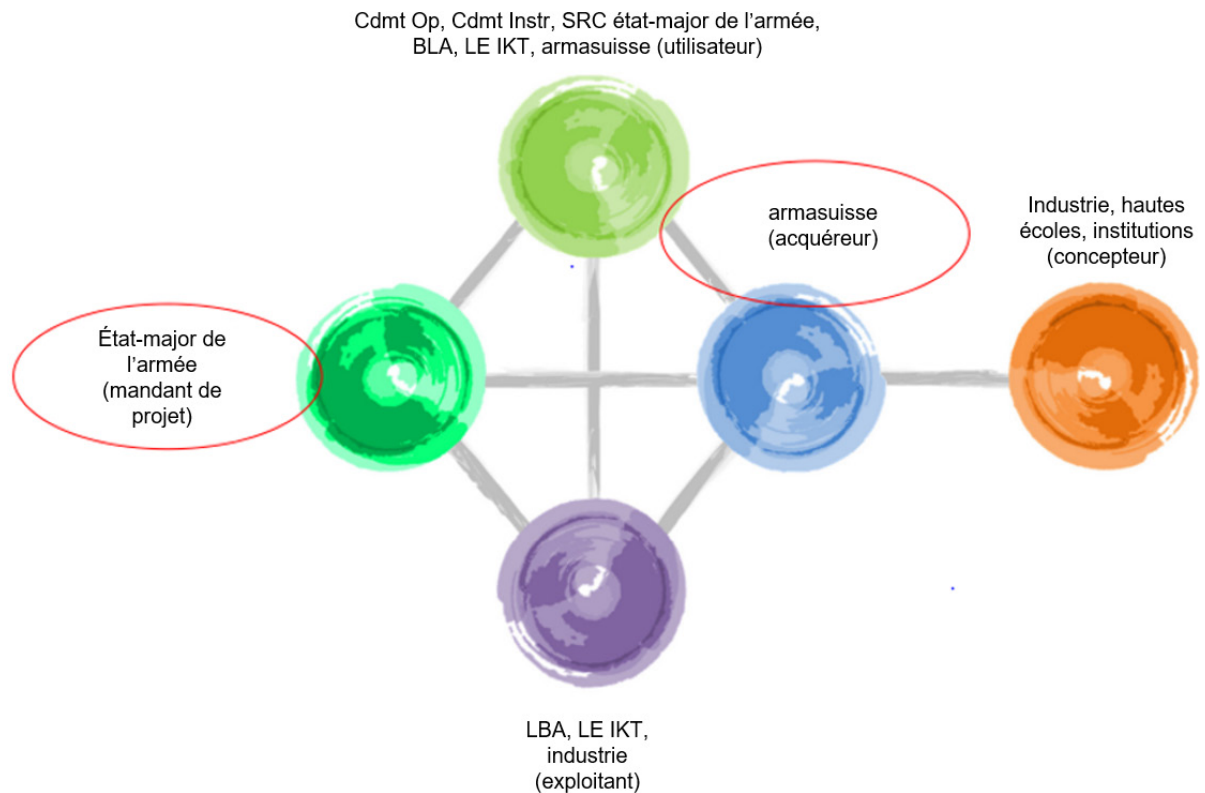 Cdmt Op, Cdmt Instr, SRC état-major de l'armée,
BLA, LE IKT, armasuisse (utilisateur)
armasuisse
(acquéreur)
Industrie, hautes
écoles, institutions
(concepteur)
État-major de
l'armée
(mandant de
projet)
LBA, LE IKT,
industrie
(exploitant)